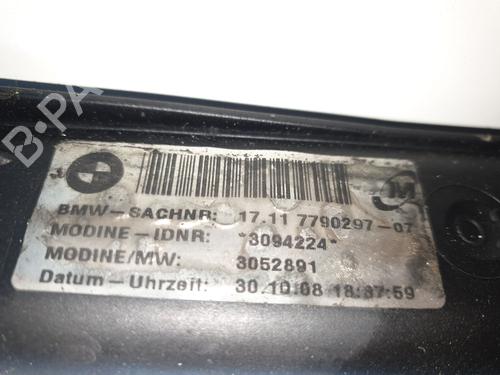 B-PARTS
BMW-SACHNR: 17.11 7790297-07
MODINE-IDNR: *3094224*
MODINE/MW: 3052891
Datum-Uhrzeit: 30.10.08 18:37:59